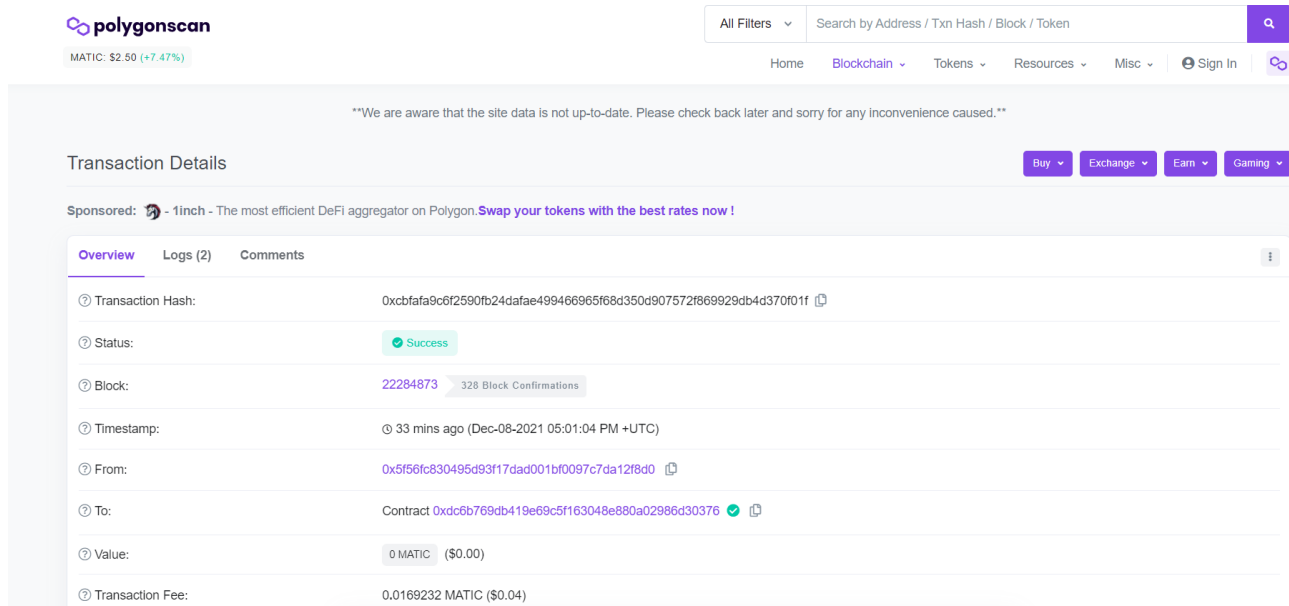 polygonscan
All Filters
Search by Address / Txn Hash / Block / Token
MATIC: $2.50 (+7.47%)
Home Blockchain Tokens Resources Misc Sign In
**We are aware that the site data is not up-to-date. Please check back later and sorry for any inconvenience caused.**
Transaction Details
Buy Exchange Earn Gaming
Sponsored: - 1inch - The most efficient DeFi aggregator on Polygon.Swap your tokens with the best rates now !
Overview Logs (2) Comments
Transaction Hash: 0xcbfafa9c6f2590fb24dafae499466965f68d350d907572f869929db4d370f01f
Status: Success
Block: 22284873 328 Block Confirmations
Timestamp: 33 mins ago (Dec-08-2021 05:01:04 PM +UTC)
From: 0x5f56fc830495d93f17dad001bf0097c7da12f8d0
To: Contract 0xdc6b769db419e69c5f163048e880a02986d30376
Value: 0 MATIC ($0.00)
Transaction Fee: 0.0169232 MATIC ($0.04)